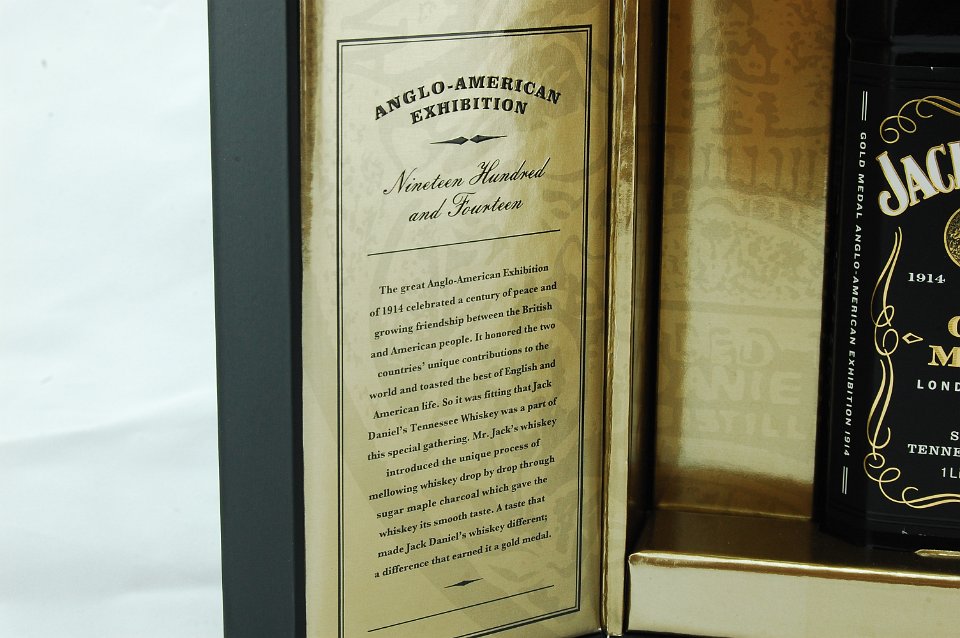 ANGLO-AMERICAN
EXHIBITION
Nineteen Hundred
and Fourteen
The great Anglo-American Exhibition
of 1914 celebrated a century of peace and
growing friendship between the British
and American people. It honored the two
countries' unique contributions to the
world and toasted the best of English and
American life. So it was fitting that Jack
Daniel's Tennessee Whiskey was a part of
this special gathering. Mr. Jack's whiskey
introduced the unique process of
mellowing whiskey drop by drop through
sugar maple charcoal which gave the
whiskey its smooth taste. A taste that
made Jack Daniel's whiskey different;
a difference that earned it a gold medal.
GOLD MEDAL ANGLO-AMERICAN EXHIBITION 1914
JACK
1914
LOND
TENNE
1 L